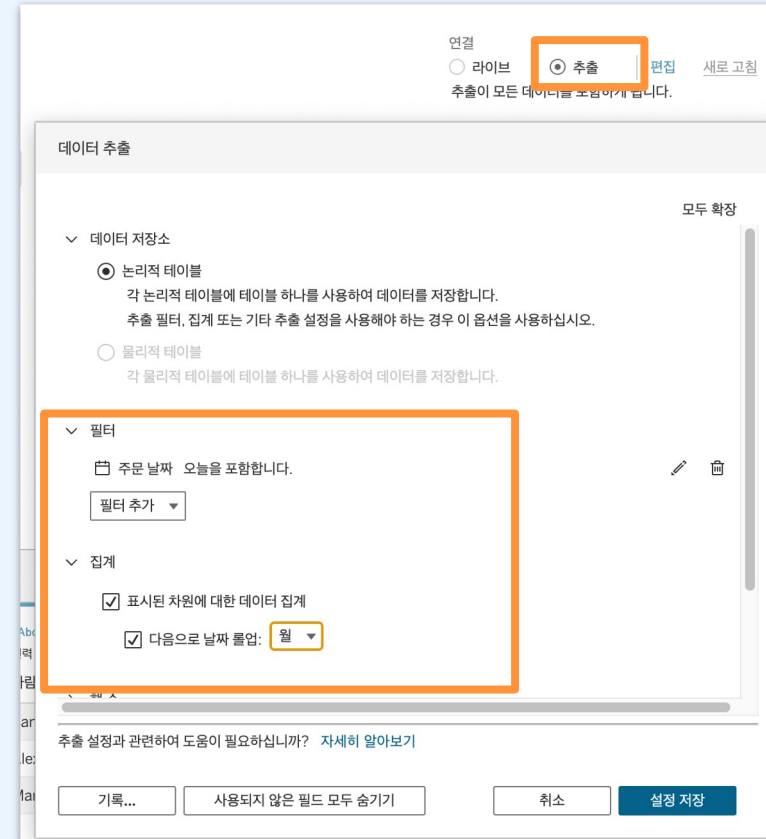 연결
라이브 추출 편집 새로 고침
추출이 모든 데이터를 포함하게 됩니다.
데이터 추출
모두 확장
데이터 저장소
논리적 테이블
각 논리적 테이블에 테이블 하나를 사용하여 데이터를 저장합니다.
추출 필터, 집계 또는 기타 추출 설정을 사용해야 하는 경우 이 옵션을 사용하십시오.
물리적 테이블
각 물리적 테이블에 테이블 하나를 사용하여 데이터를 저장합니다.
필터
주문 날짜 오늘을 포함합니다.
필터 추가
집계
표시된 차원에 대한 데이터 집계
다음으로 날짜 롤업: 월
추출 설정과 관련하여 도움이 필요하십니까? 자세히 알아보기
기록... 사용되지 않은 필드 모두 숨기기 취소 설정 저장